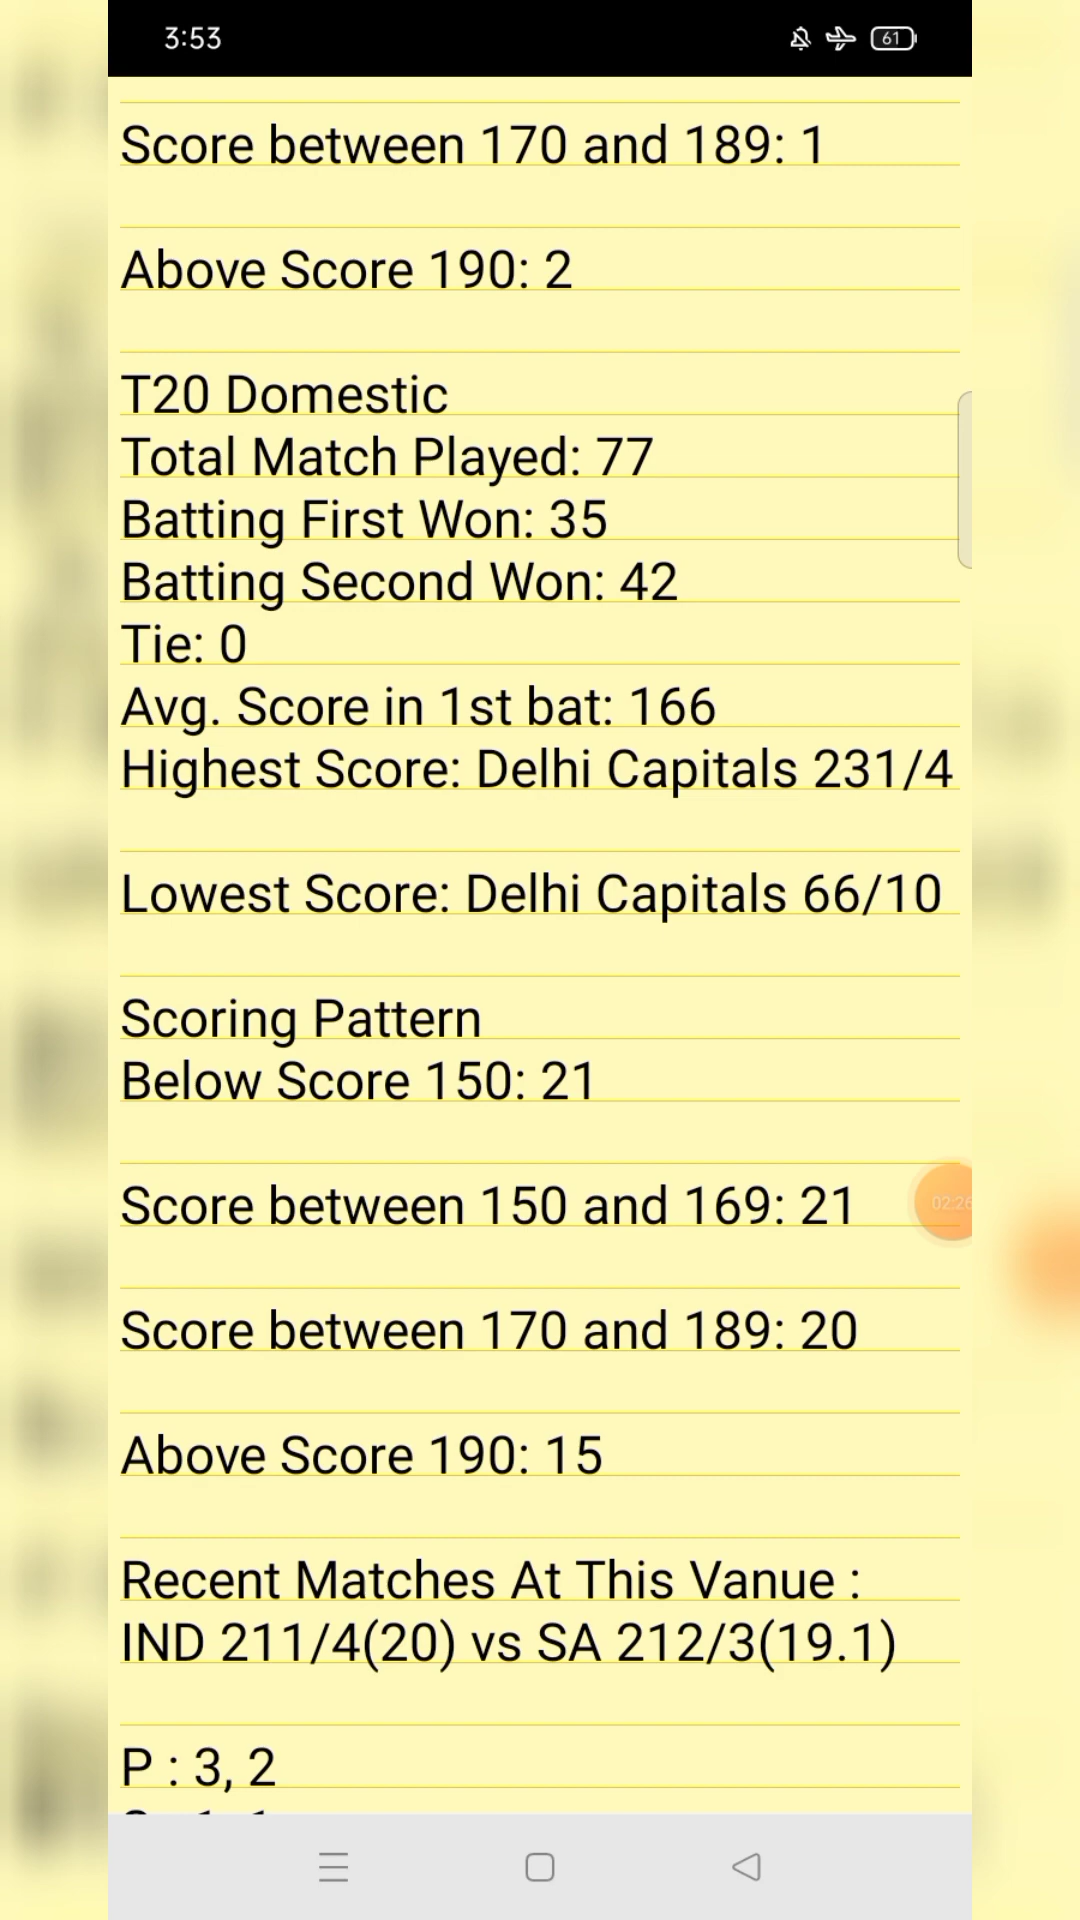 3:53
61
Score between 170 and 189: 1
Above Score 190: 2
T20 Domestic
Total Match Played: 77
Batting First Won: 35
Batting Second Won: 42
Tie: 0
Avg. Score in 1st bat: 166
Highest Score: Delhi Capitals 231/4
Lowest Score: Delhi Capitals 66/10
Scoring Pattern
Below Score 150: 21
Score between 150 and 169: 21
02:26
Score between 170 and 189: 20
Above Score 190: 15
Recent Matches At This Vanue :
IND 211/4(20) vs SA 212/3(19.1)
P : 3, 2